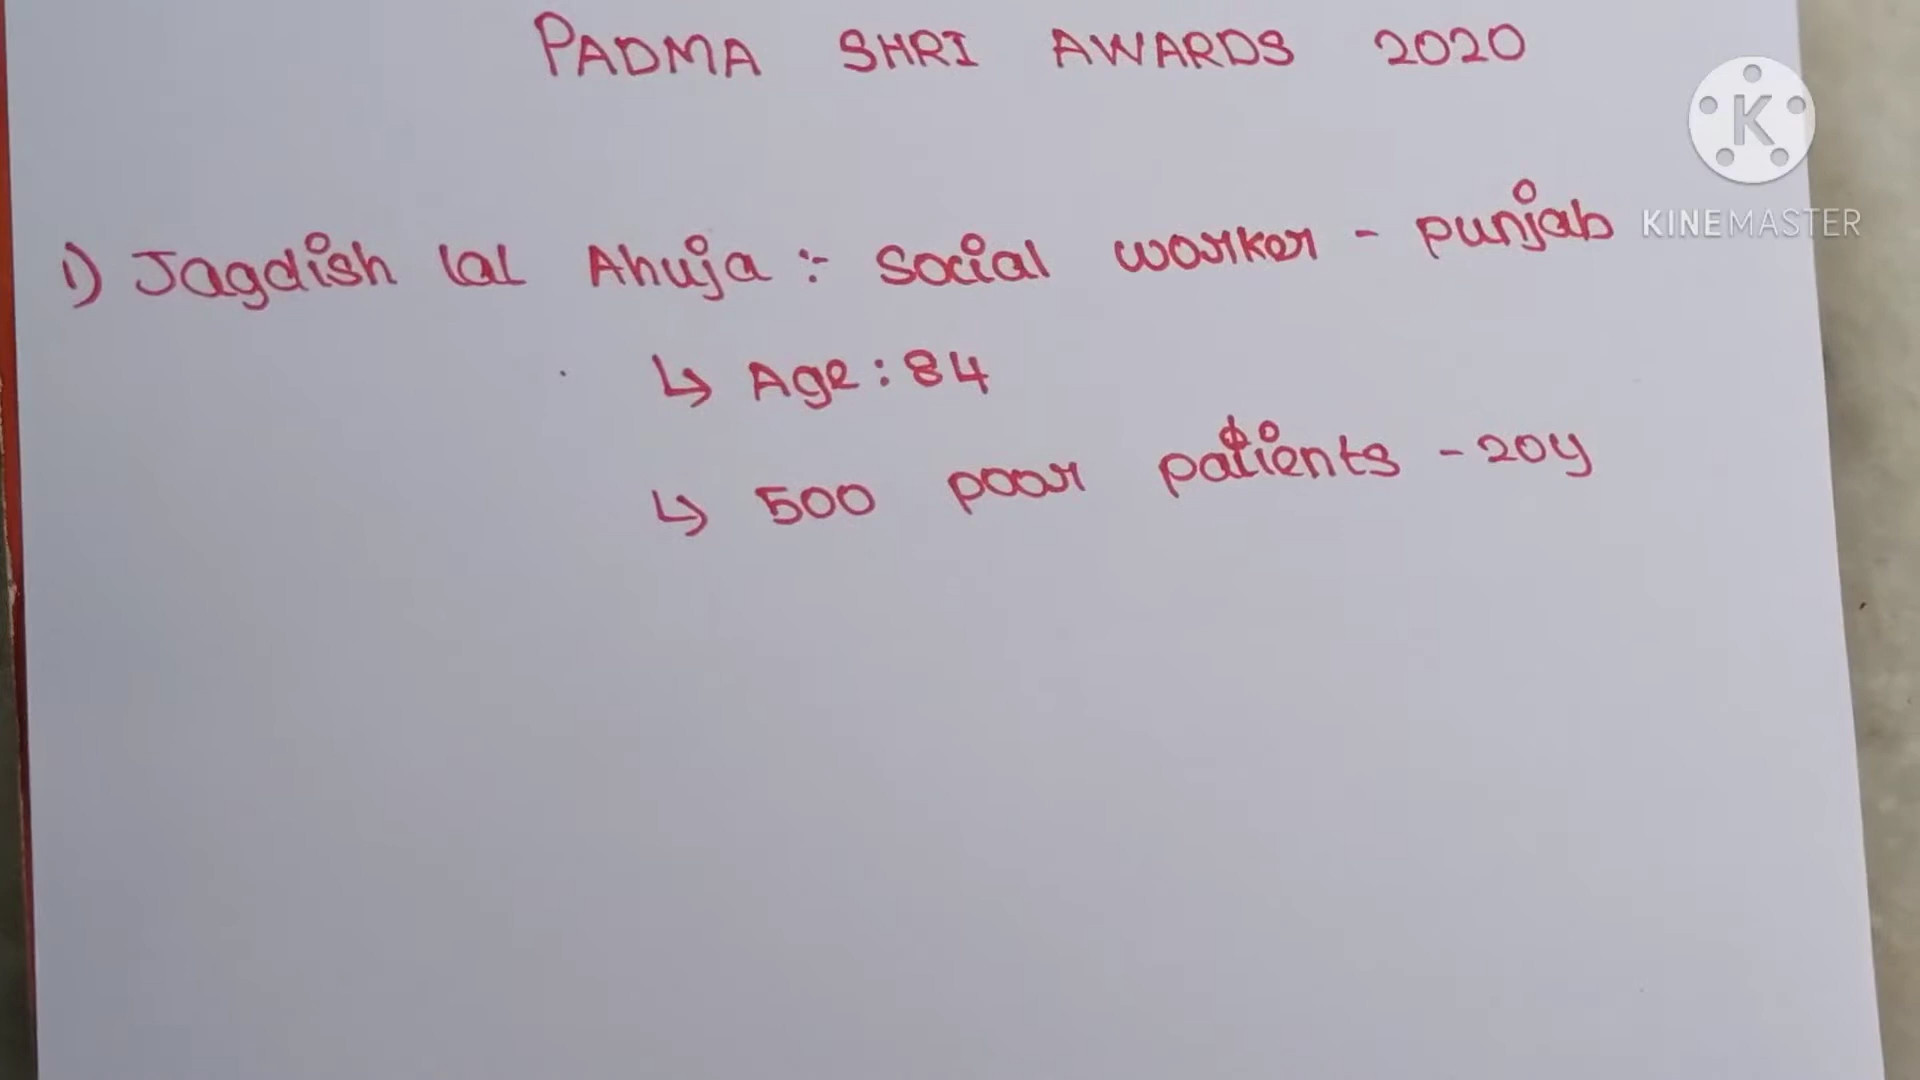 PADMA SHRI AWARDS 2020
K
KINEMASTER
1) Jagdish lal Ahuja :- Social worker - punjab
↳ Age : 84
↳ 500 poor patients - 20y